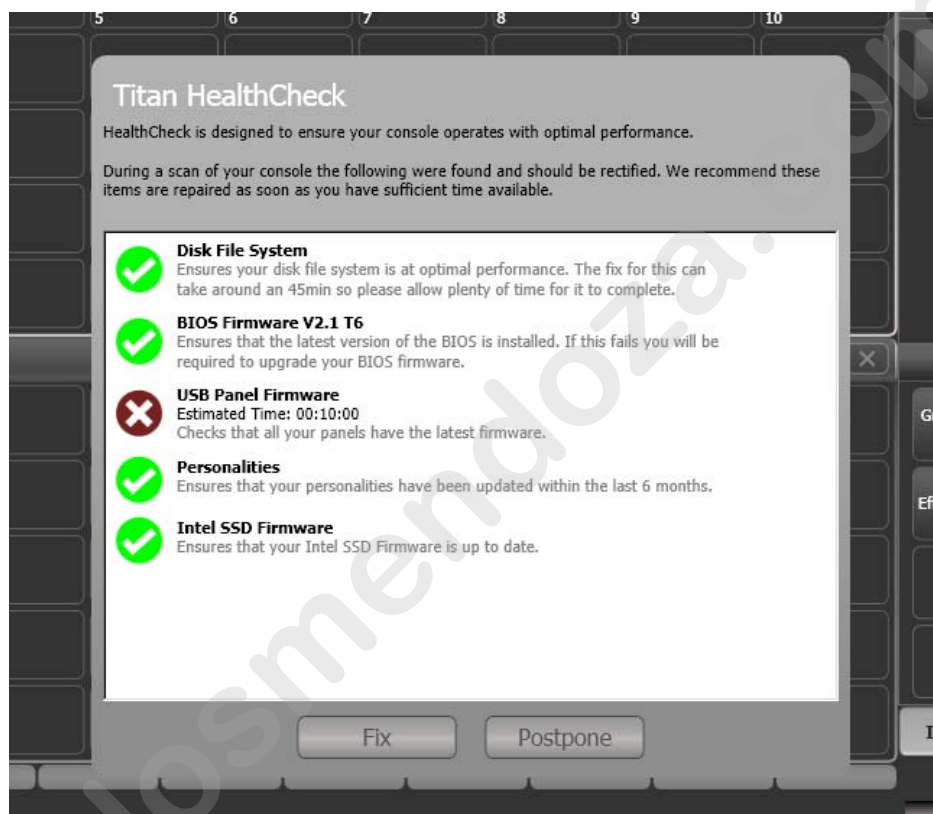 5 6 7 8 9 10
Titan HealthCheck
HealthCheck is designed to ensure your console operates with optimal performance.
During a scan of your console the following were found and should be rectified. We recommend these
items are repaired as soon as you have sufficient time available.
Disk File System
Ensures your disk file system is at optimal performance. The fix for this can
take around an 45min so please allow plenty of time for it to complete.
BIOS Firmware V2.1 T6
Ensures that the latest version of the BIOS is installed. If this fails you will be
required to upgrade your BIOS firmware.
USB Panel Firmware
Estimated Time: 00:10:00
Checks that all your panels have the latest firmware.
Personalities
Ensures that your personalities have been updated within the last 6 months.
Intel SSD Firmware
Ensures that your Intel SSD Firmware is up to date.
Fix
Postpone
losmendoza.com